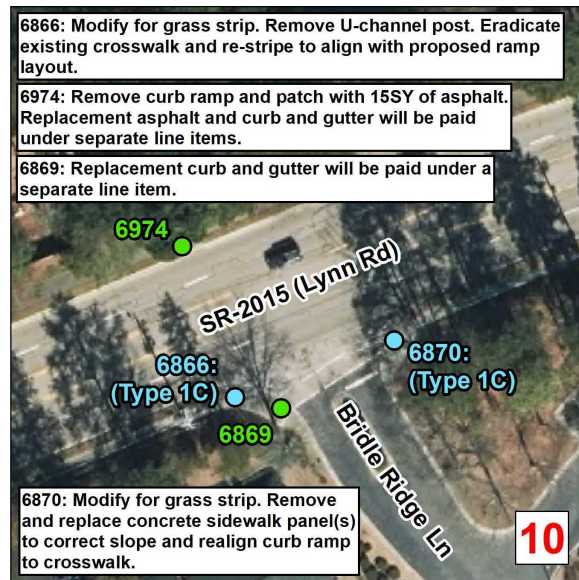 6866: Modify for grass strip. Remove U-channel post. Eradicate
existing crosswalk and re-stripe to align with proposed ramp
layout.
6974: Remove curb ramp and patch with 15SY of asphalt.
Replacement asphalt and curb and gutter will be paid
under separate line items.
6869: Replacement curb and gutter will be paid under a
separate line item.
6974
SR-2015 (Lynn Rd)
6866:
(Type 1C)
6870:
(Type 1C)
6869
Bridle Ridge Ln
6870: Modify for grass strip. Remove
and replace concrete sidewalk panel(s)
to correct slope and realign curb ramp
to crosswalk.
10